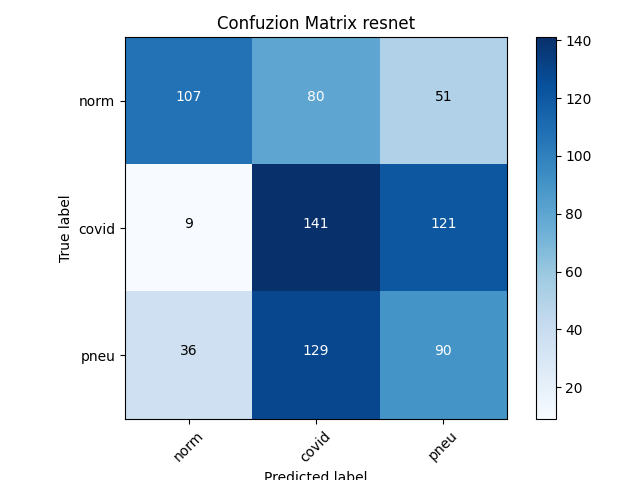 Confuzion Matrix resnet
norm 107 80 51
covid 9 141 121
pneu 36 129 90
norm covid pneu
True label
Predicted label
140
120
100
80
60
40
20